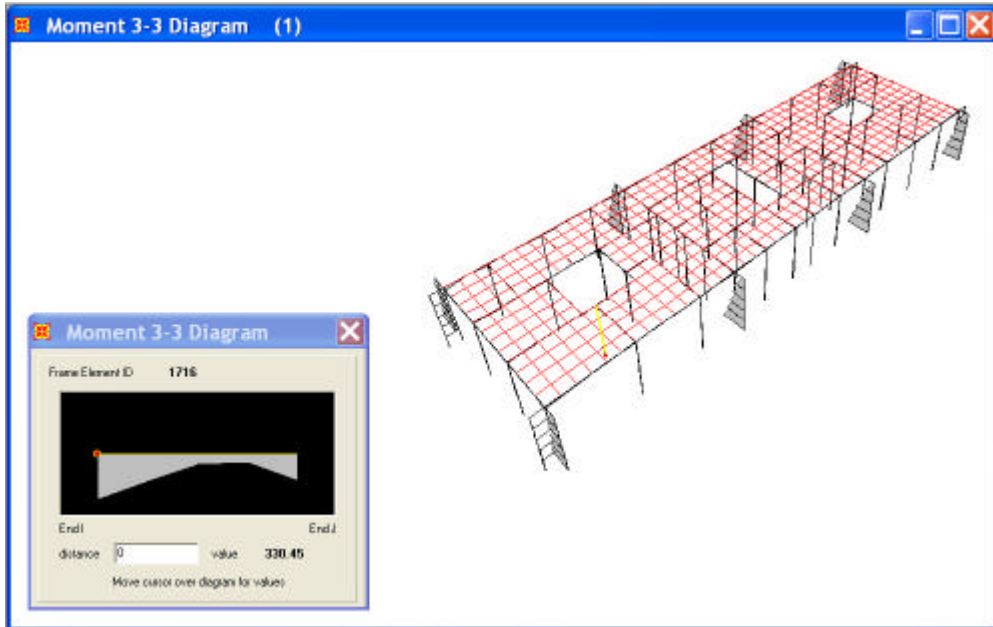 Moment 3-3 Diagram (1)
Moment 3-3 Diagram
Frame Element ID 1716
End I End J
distance 0 value 330.45
Move cursor over diagram for values